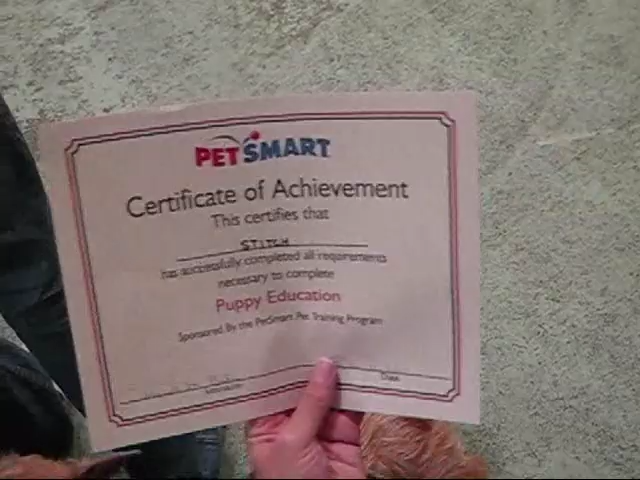 PETSMART
Certificate of Achievement
This certifies that
STITCH
has successfully completed all requirements
necessary to complete
Puppy Education
Sponsored By the PetSmart Pet Training Program
Date